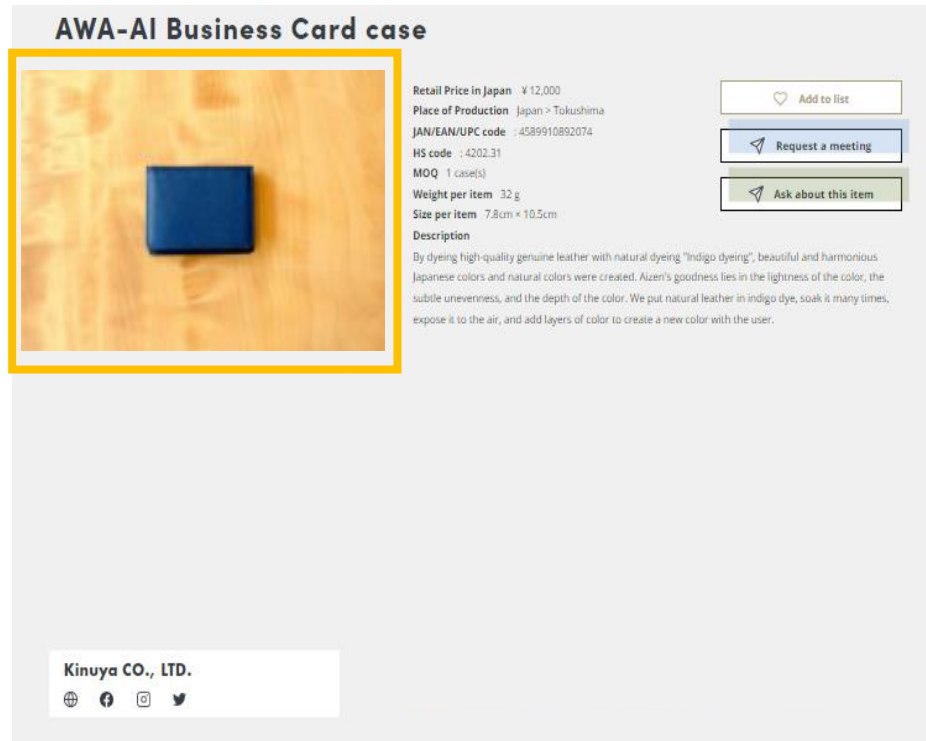 AWA-AI Business Card case
Retail Price in Japan ¥12,000
Place of Production Japan > Tokushima
JAN/EAN/UPC code : 4589910892074
HS code : 4202.31
MOQ 1 case(s)
Weight per item 32 g
Size per item 7.8cm × 10.5cm
Description
By dyeing high-quality genuine leather with natural dyeing "Indigo dyeing", beautiful and harmonious
Japanese colors and natural colors were created. Aizen's goodness lies in the lightness of the color, the
subtle unevenness, and the depth of the color. We put natural leather in indigo dye, soak it many times,
expose it to the air, and add layers of color to create a new color with the user.
Add to list
Request a meeting
Ask about this item
Kinuya CO., LTD.